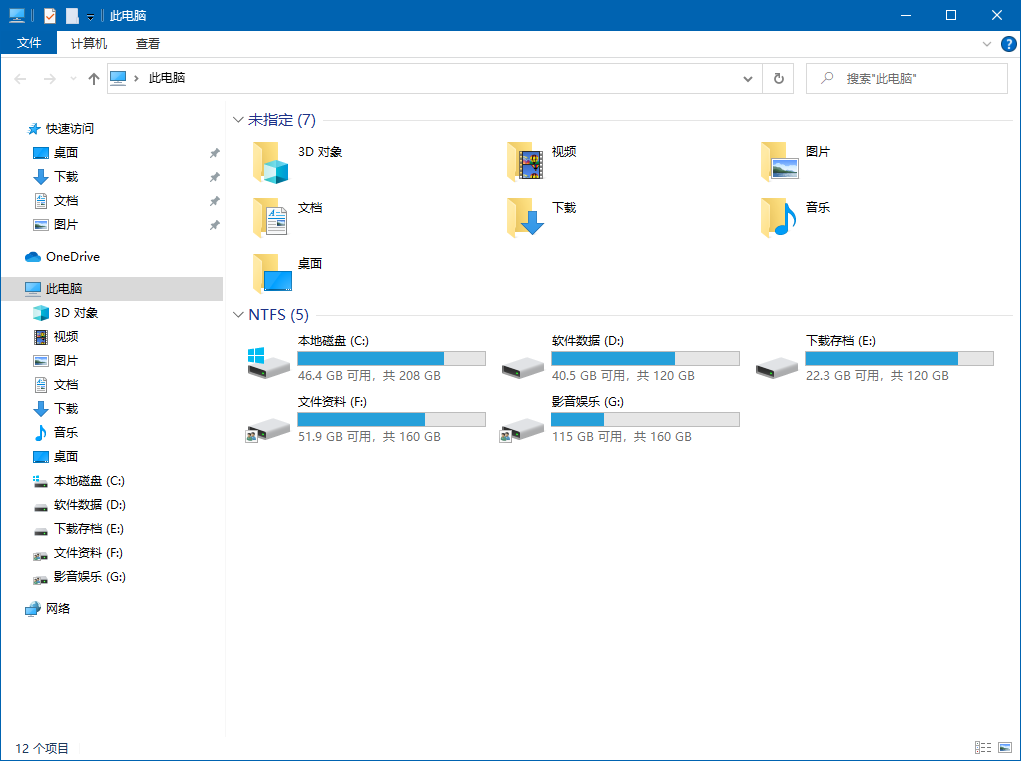 此电脑
文件 计算机 查看
此电脑 搜索"此电脑"
快速访问
桌面
下载
文档
图片
OneDrive
此电脑
3D 对象
视频
图片
文档
下载
音乐
桌面
本地磁盘 (C:)
软件数据 (D:)
下载存档 (E:)
文件资料 (F:)
影音娱乐 (G:)
网络
未指定 (7)
3D 对象 视频 图片
文档 下载 音乐
桌面
NTFS (5)
本地磁盘 (C:) 软件数据 (D:) 下载存档 (E:)
46.4 GB 可用，共 208 GB 40.5 GB 可用，共 120 GB 22.3 GB 可用，共 120 GB
文件资料 (F:) 影音娱乐 (G:)
51.9 GB 可用，共 160 GB 115 GB 可用，共 160 GB
12 个项目